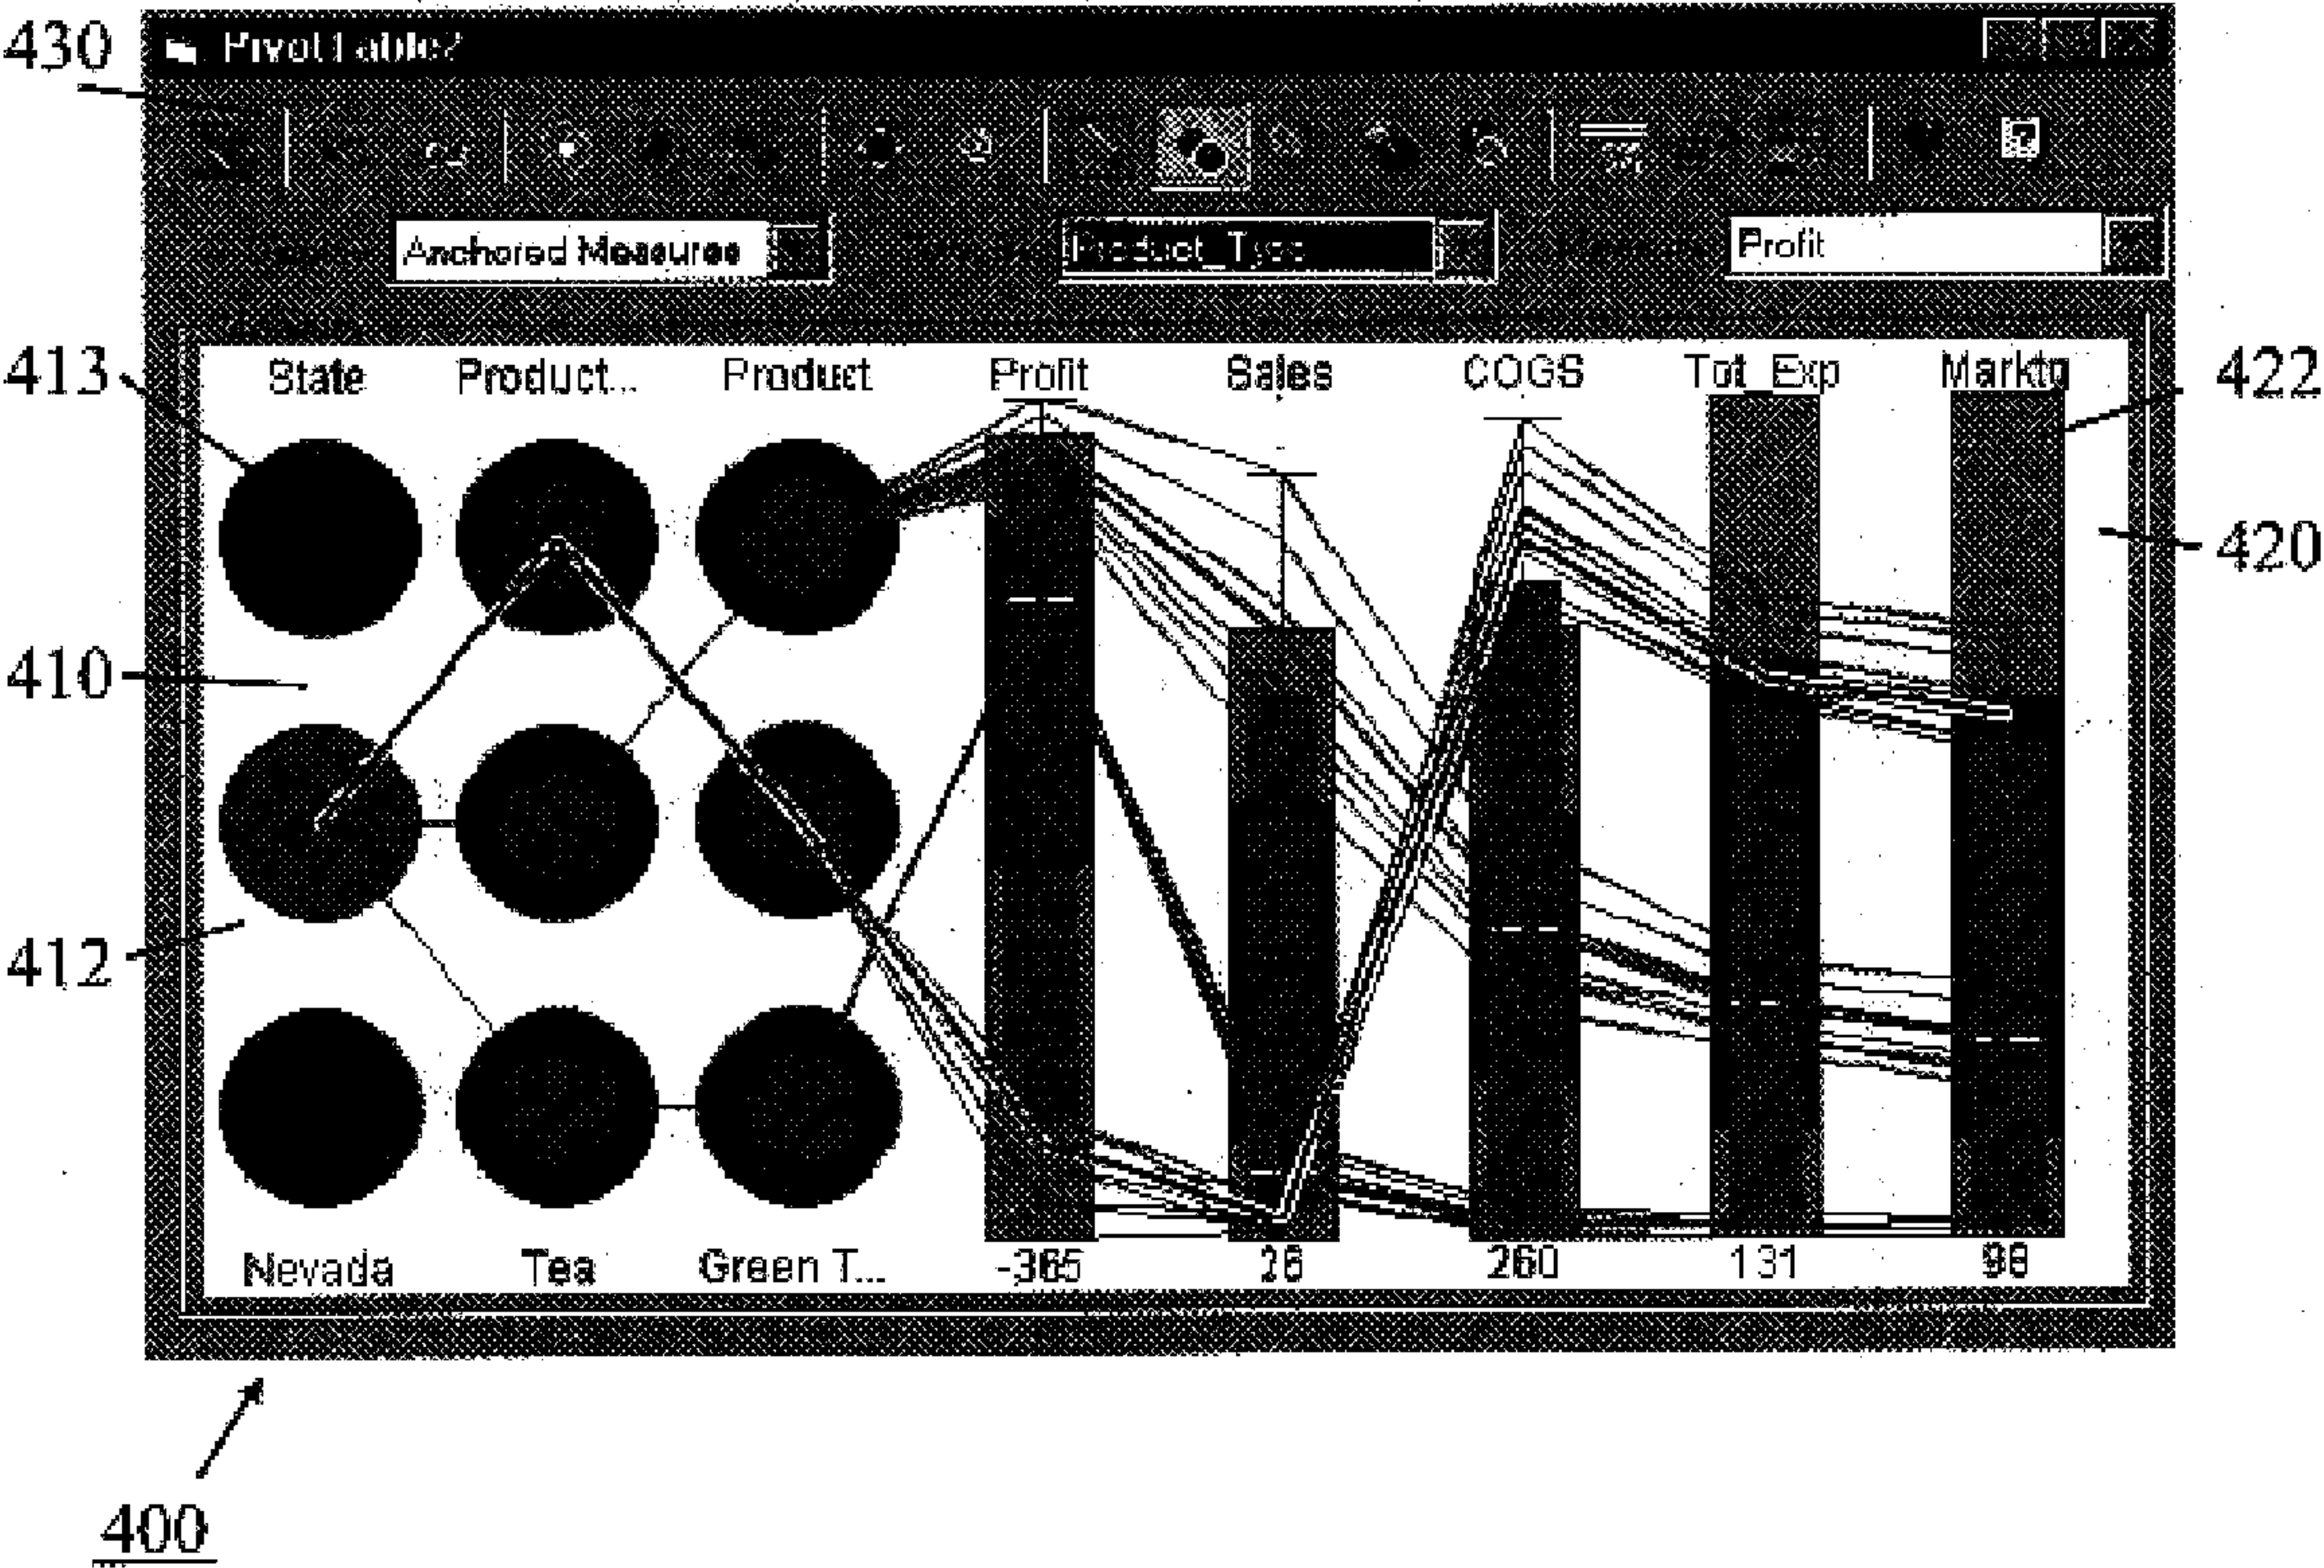 430
PivotTable2
Anchored Measures Product_Type Profit
413 State Product... Product Profit Sales COGS Tot_Exp Marktg 422
420
410
412
Nevada Tea Green T... -365 26 260 131 98
400